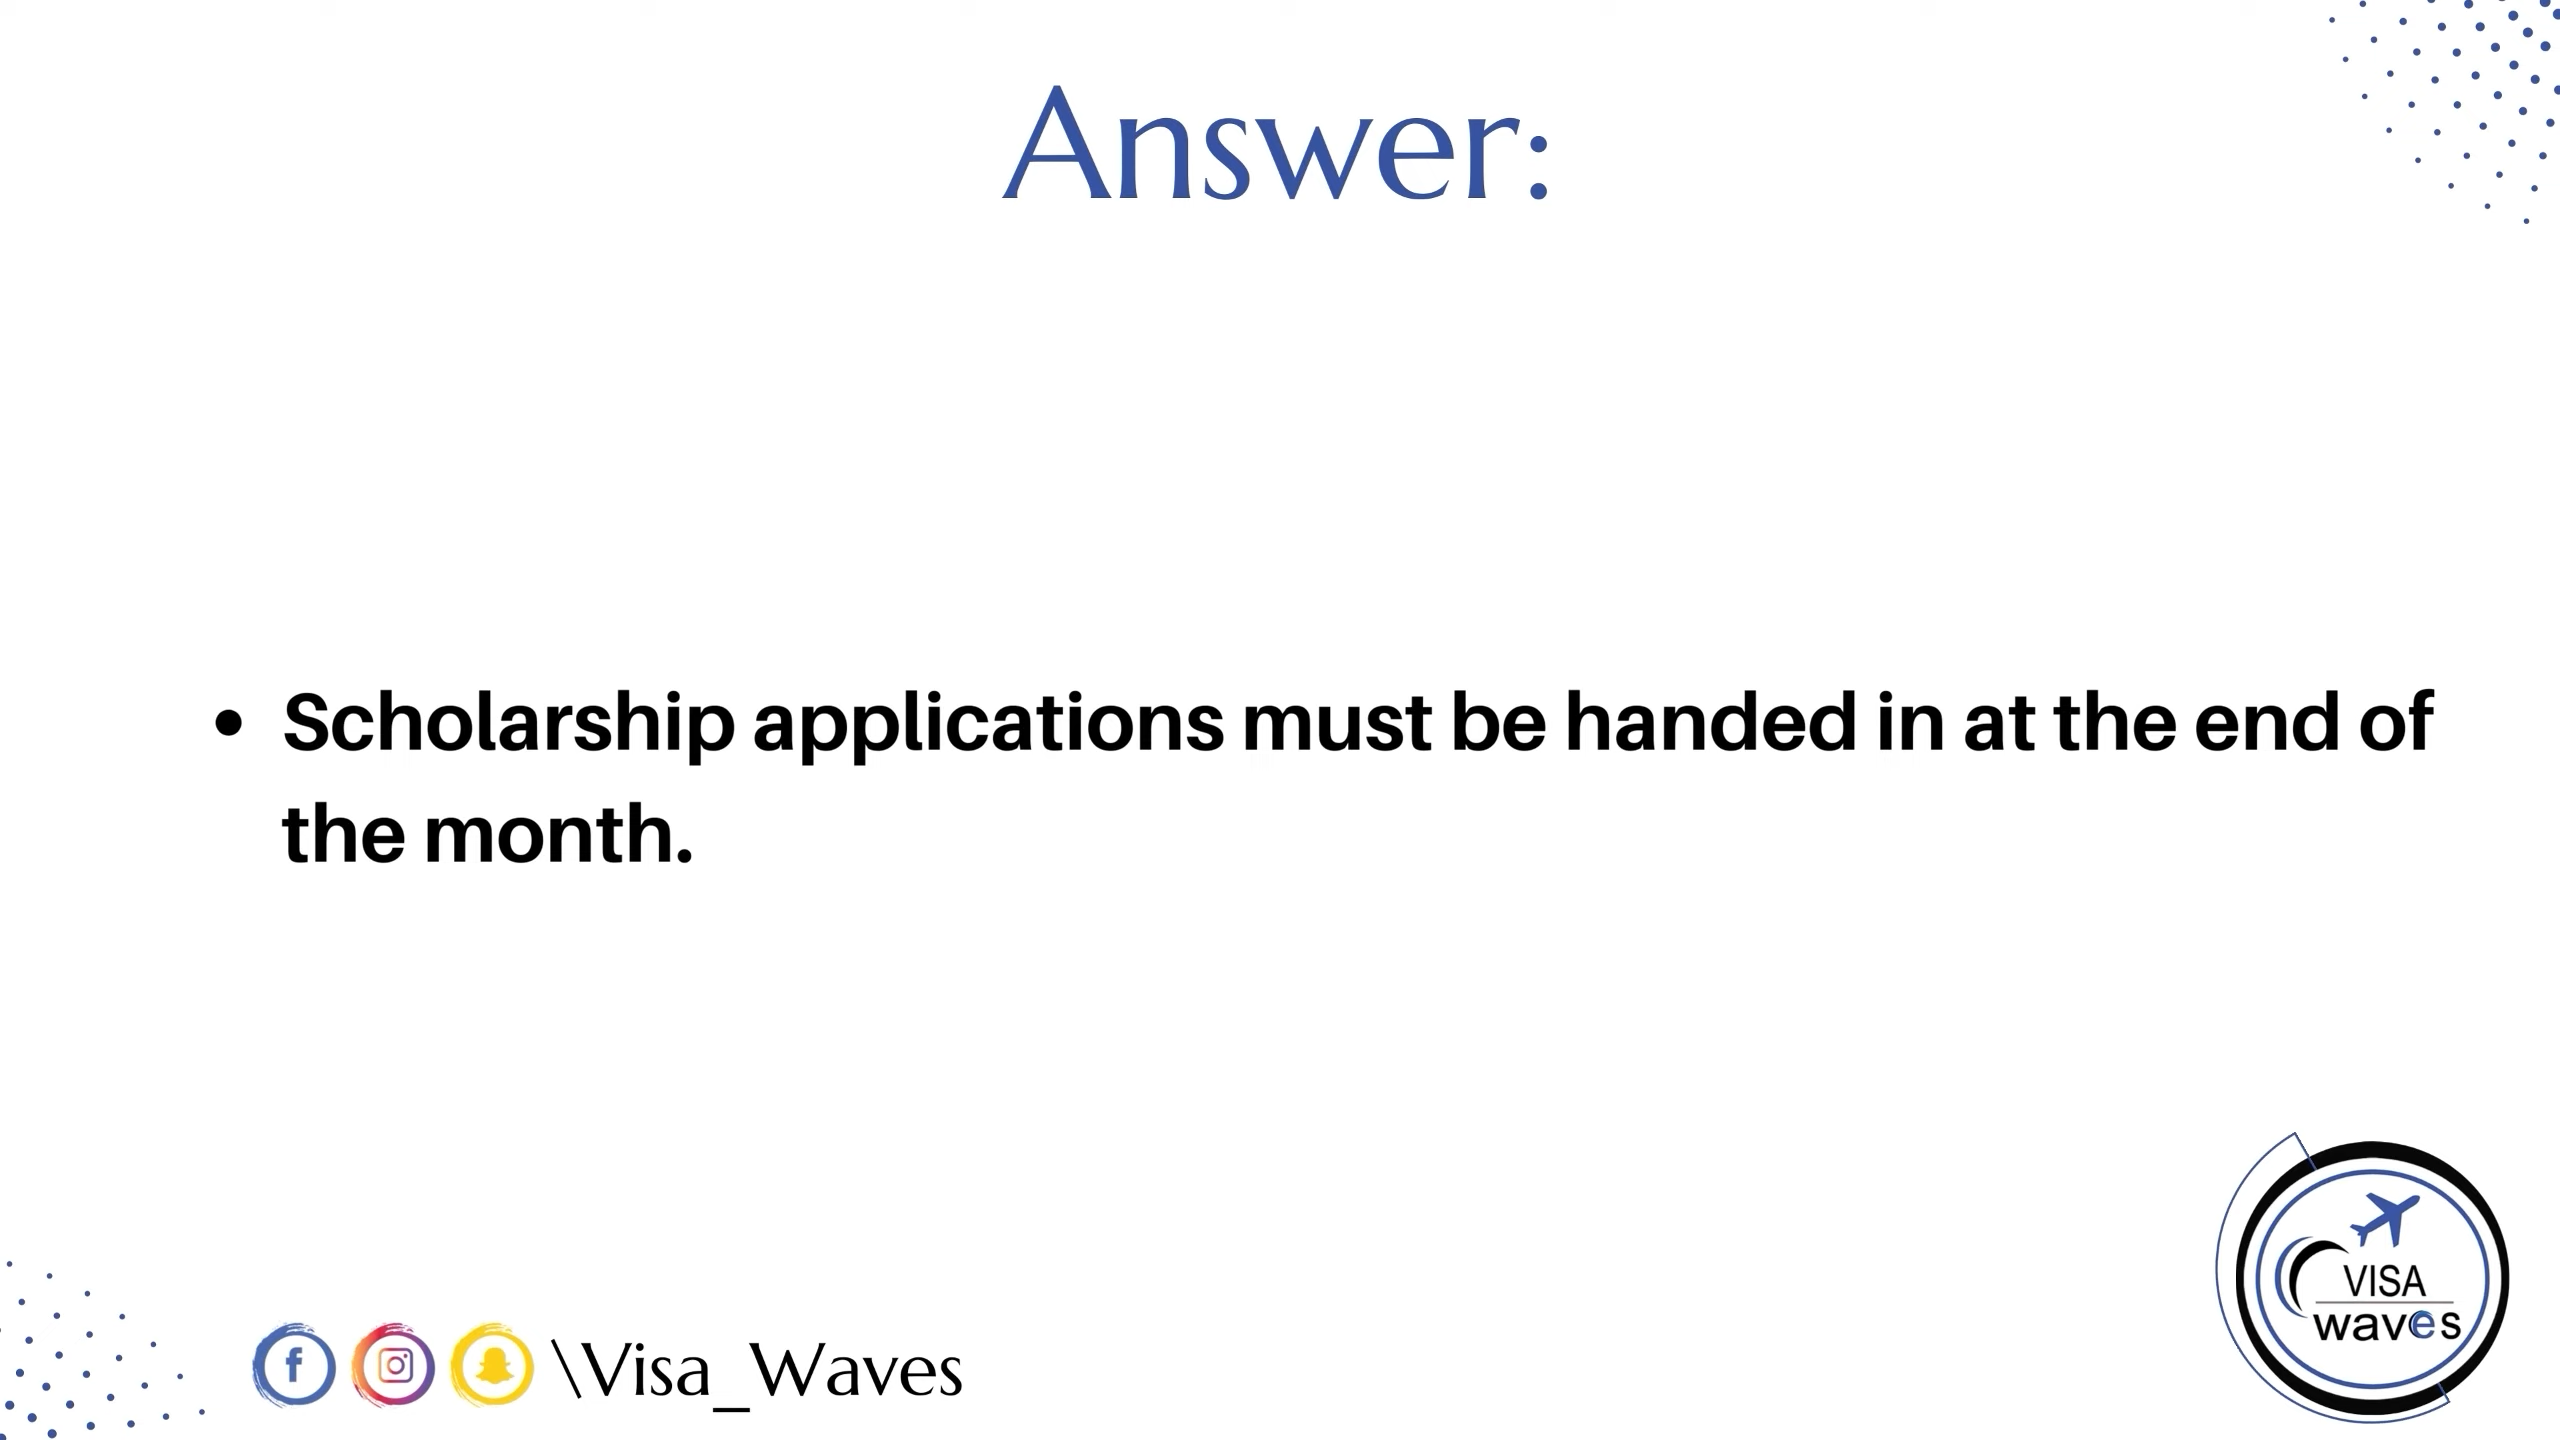 Answer:
• Scholarship applications must be handed in at the end of
the month.
VISA
waves
\Visa_Waves